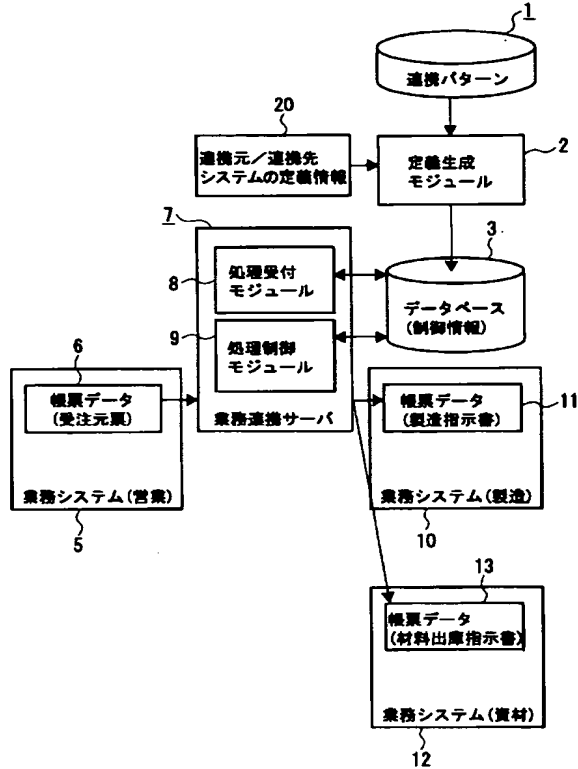 1
連携パターン
20
連携元／連携先
システムの定義情報
定義生成
モジュール
2
7
3
8
処理受付
モジュール
データベース
(制御情報)
9
処理制御
モジュール
業務連携サーバ
6
帳票データ
(受注元票)
業務システム(営業)
5
帳票データ
(製造指示書)
11
業務システム(製造)
10
13
帳票データ
(材料出庫指示書)
業務システム(資材)
12